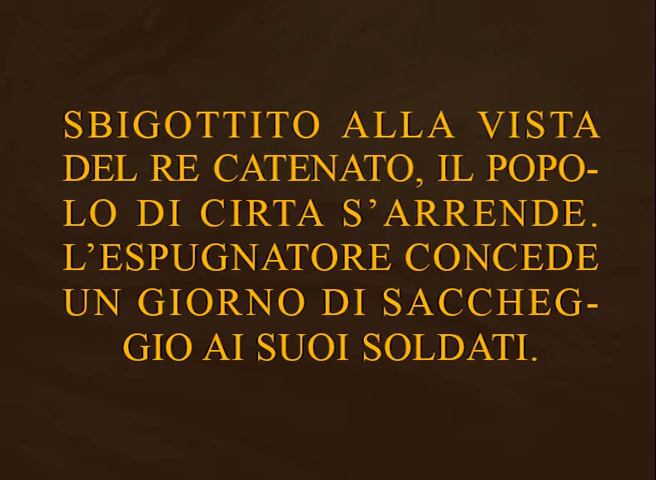 SBIGOTTITO ALLA VISTA
DEL RE CATENATO, IL POPO-
LO DI CIRTA S’ARRENDE.
L’ESPUGNATORE CONCEDE
UN GIORNO DI SACCHEG-
GIO AI SUOI SOLDATI.